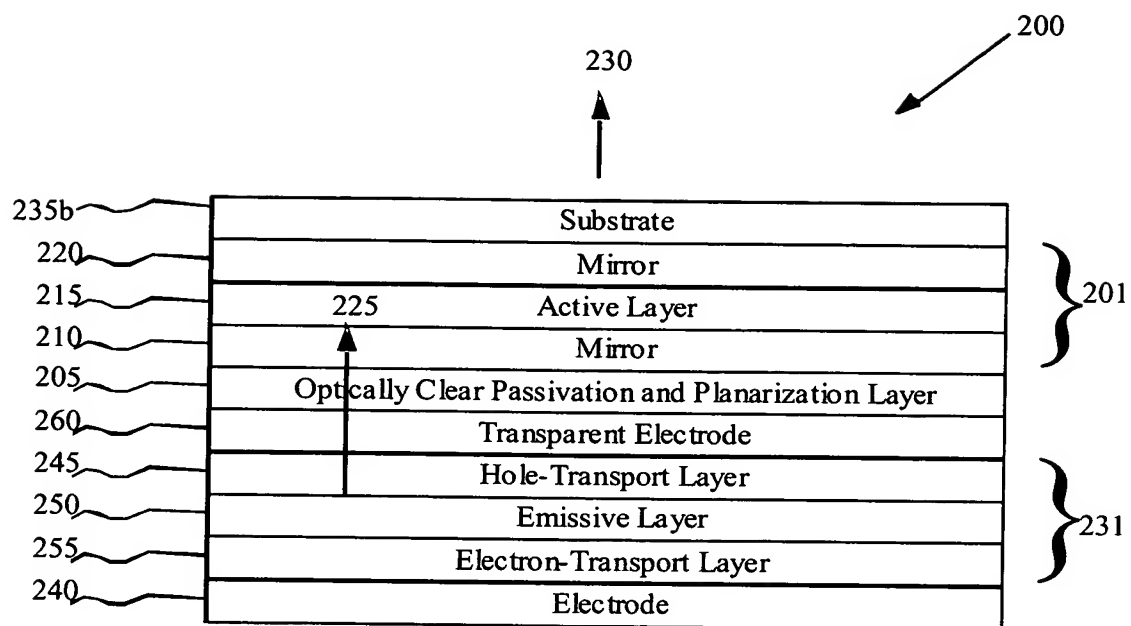 200
230
235b
Substrate
220
Mirror
201
215
225
Active Layer
210
Mirror
205
Optically Clear Passivation and Planarization Layer
260
Transparent Electrode
245
Hole-Transport Layer
250
Emissive Layer
231
255
Electron-Transport Layer
240
Electrode